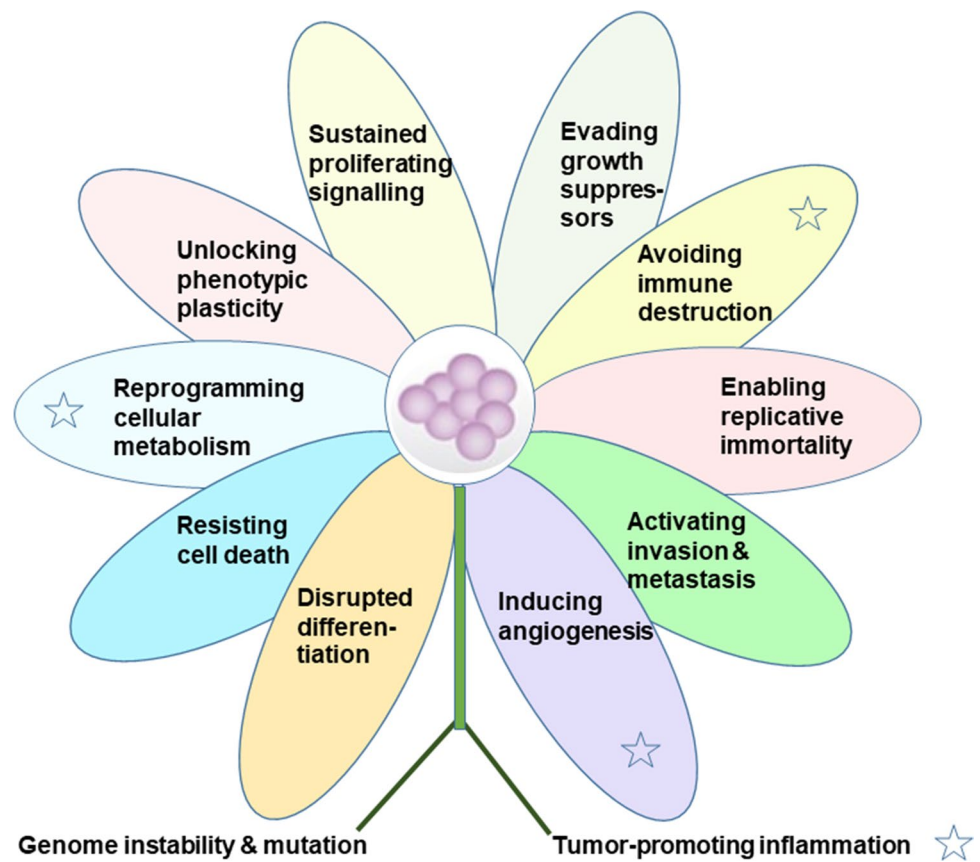 Sustained
proliferating
signalling
Evading
growth
suppres-
sors
Unlocking
phenotypic
plasticity
Avoiding
immune
destruction
Reprogramming
cellular
metabolism
Enabling
replicative
immortality
Resisting
cell death
Activating
invasion &
metastasis
Disrupted
differen-
tiation
Inducing
angiogenesis
Genome instability & mutation
Tumor-promoting inflammation